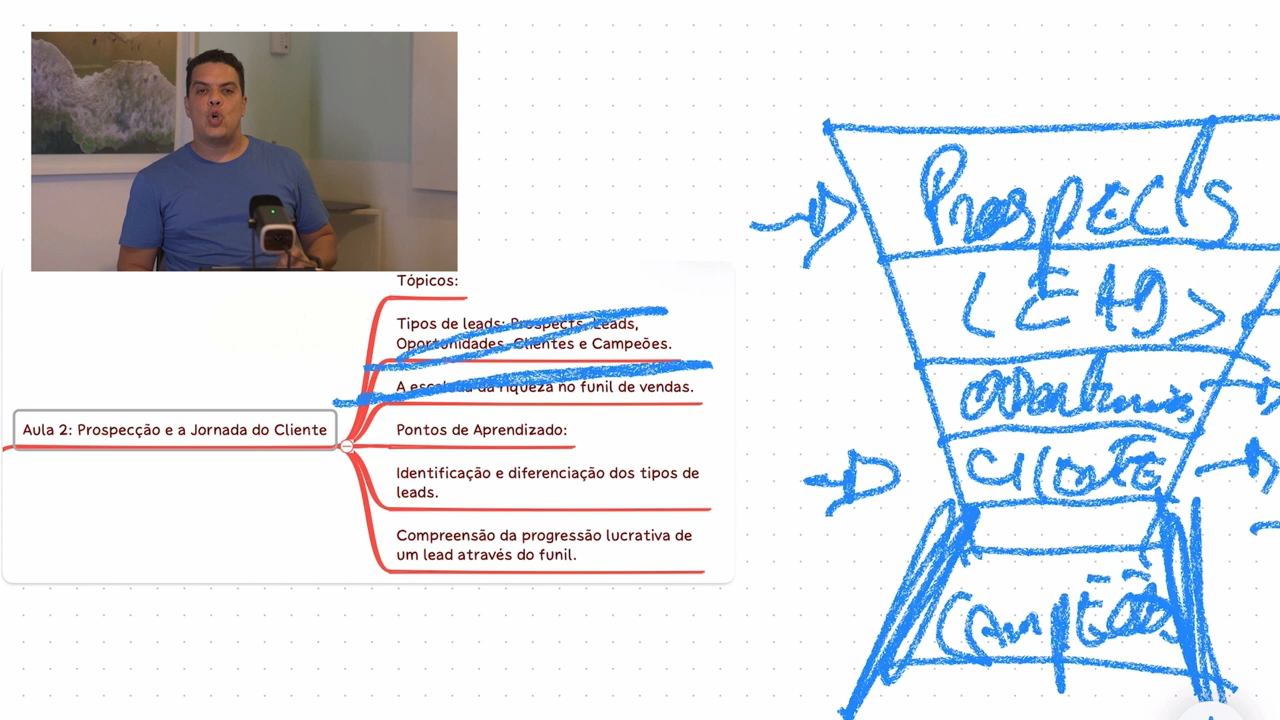 Tópicos:
Tipos de leads: Prospects, Leads,
Oportunidades, Clientes e Campeões.
A escalada da riqueza no funil de vendas.
Aula 2: Prospecção e a Jornada do Cliente
Pontos de Aprendizado:
Identificação e diferenciação dos tipos de
leads.
Compreensão da progressão lucrativa de
um lead através do funil.
Prospects
LEAD
Campeões